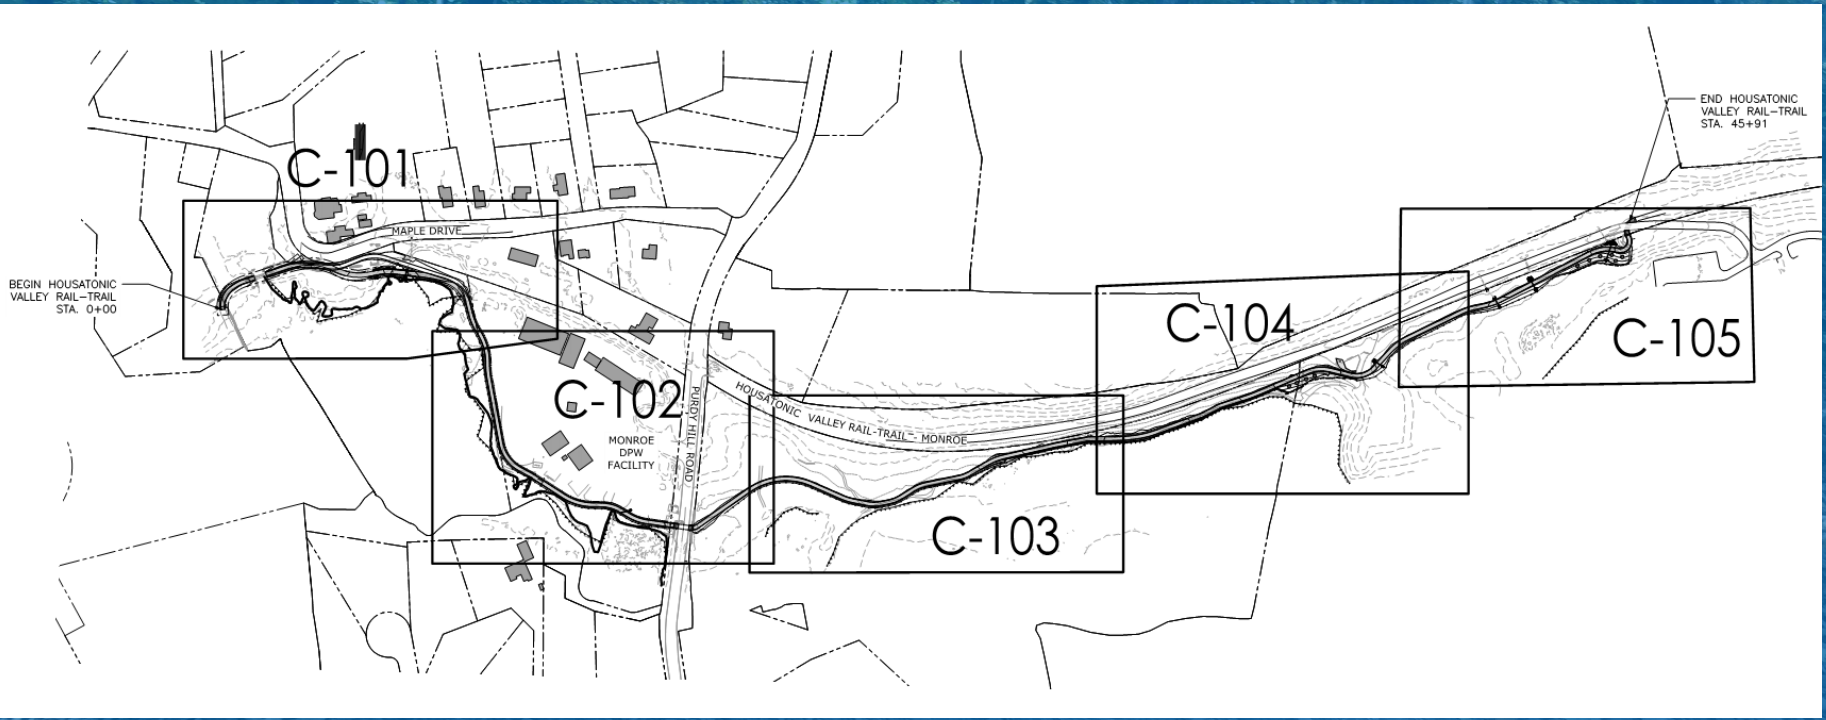 END HOUSATONIC
VALLEY RAIL-TRAIL
STA. 45+91
C-101
MAPLE DRIVE
BEGIN HOUSATONIC
VALLEY RAIL-TRAIL
STA. 0+00
C-104
C-105
C-102
PURDY HILL ROAD
HOUSATONIC VALLEY RAIL-TRAIL - MONROE
MONROE
DPW
FACILITY
C-103